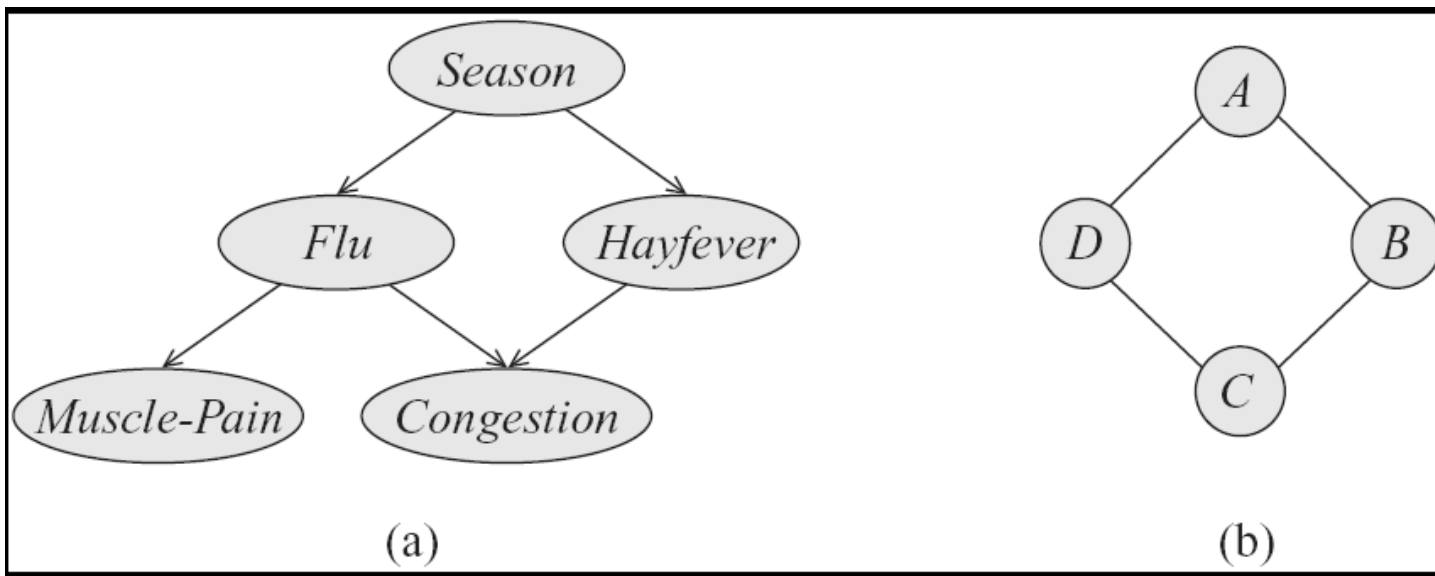 Season
A
Flu
Hayfever
D
B
Muscle-Pain
Congestion
C
(a)
(b)